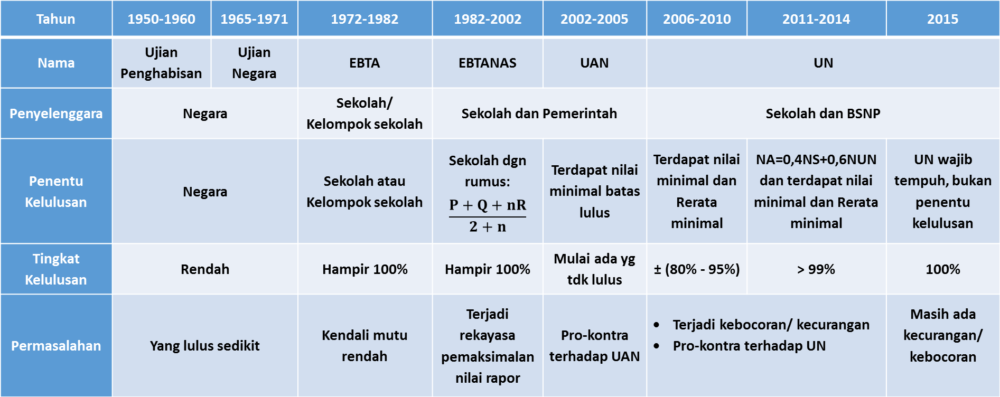 Tahun
1950-1960
1965-1971
1972-1982
1982-2002
2002-2005
2006-2010
2011-2014
2015
Nama
Ujian
Penghabisan
Ujian
Negara
EBTA
EBTANAS
UAN
UN
Penyelenggara
Negara
Sekolah/
Kelompok sekolah
Sekolah dan Pemerintah
Sekolah dan BSNP
Penentu
Kelulusan
Negara
Sekolah atau
Kelompok sekolah
Sekolah dgn
rumus:
P + Q + nR
2 + n
Terdapat nilai
minimal batas
lulus
Terdapat nilai
minimal dan
Rerata
minimal
NA=0,4NS+0,6NUN
dan terdapat nilai
minimal dan Rerata
minimal
UN wajib
tempuh, bukan
penentu
kelulusan
Tingkat
Kelulusan
Rendah
Hampir 100%
Hampir 100%
Mulai ada yg
tdk lulus
± (80% - 95%)
> 99%
100%
Permasalahan
Yang lulus sedikit
Kendali mutu
rendah
Terjadi
rekayasa
pemaksimalan
nilai rapor
Pro-kontra
terhadap UAN
• Terjadi kebocoran/ kecurangan
• Pro-kontra terhadap UN
Masih ada
kecurangan/
kebocoran